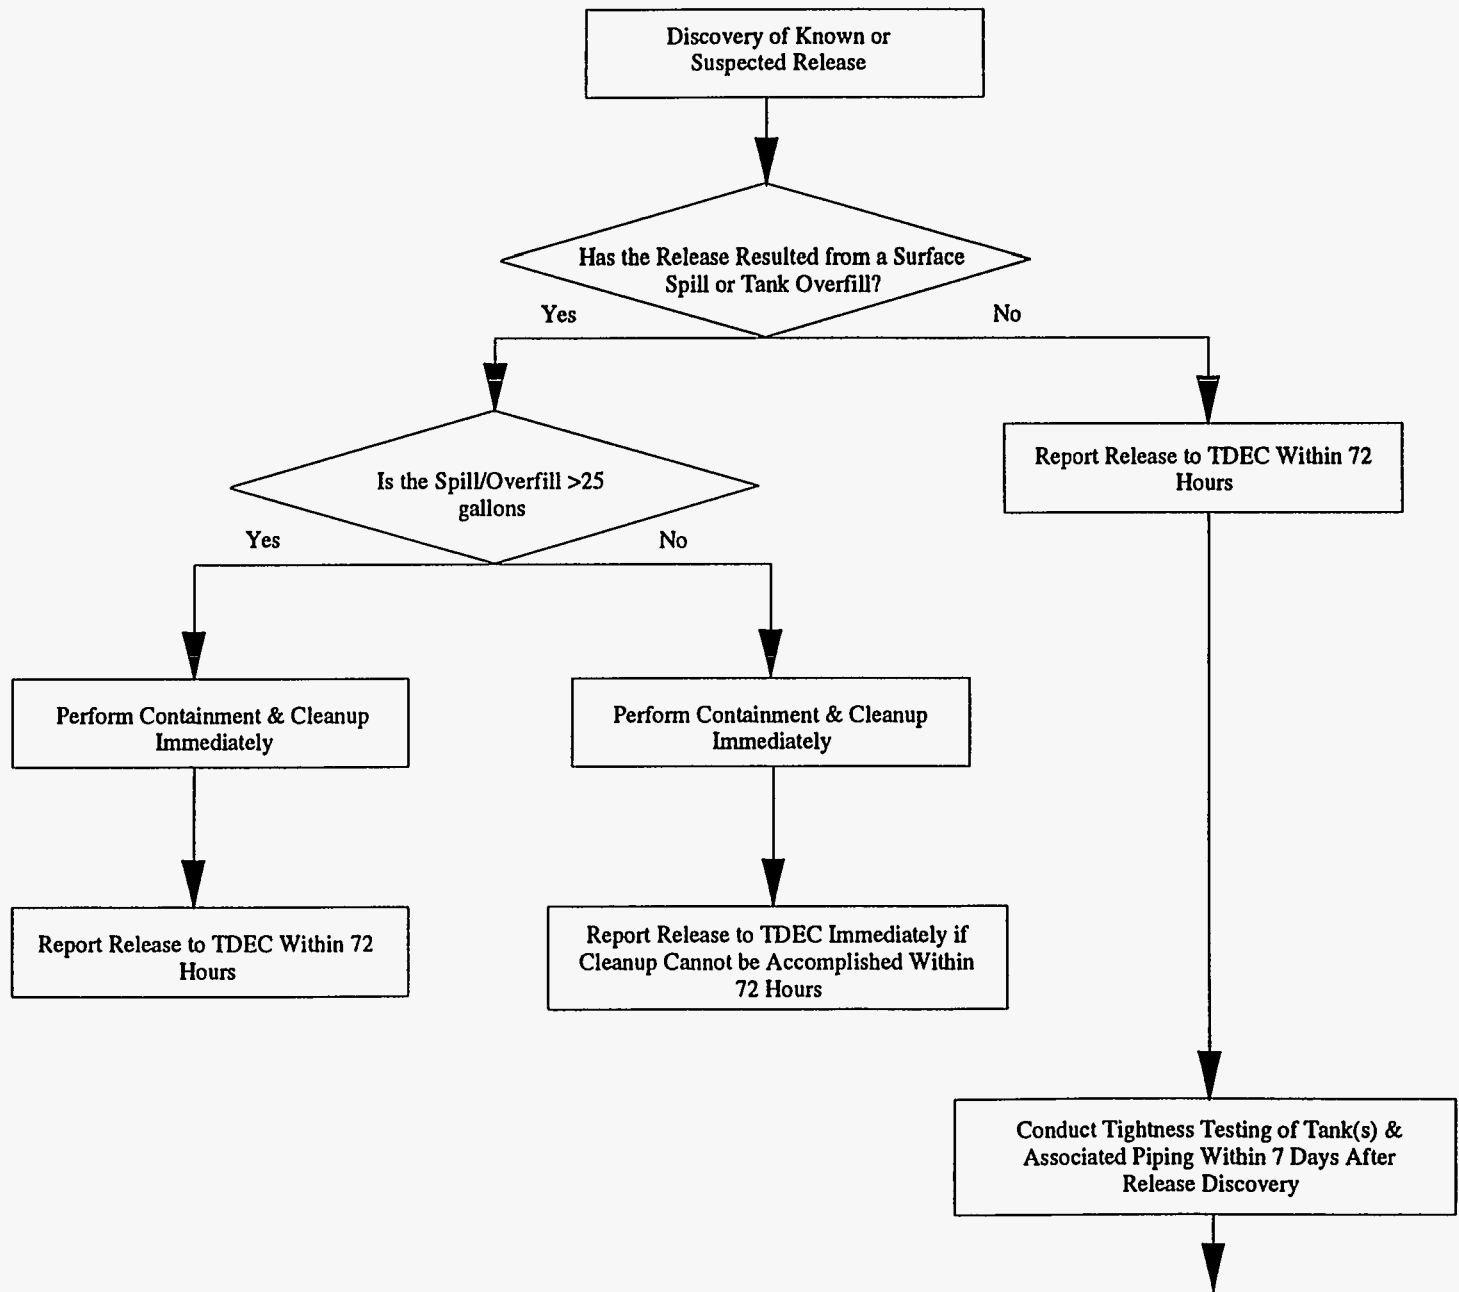 Discovery of Known or
Suspected Release
Has the Release Resulted from a Surface
Spill or Tank Overfill?
Yes
No
Is the Spill/Overfill >25
gallons
Yes
No
Report Release to TDEC Within 72
Hours
Perform Containment & Cleanup
Immediately
Perform Containment & Cleanup
Immediately
Report Release to TDEC Within 72
Hours
Report Release to TDEC Immediately if
Cleanup Cannot be Accomplished Within
72 Hours
Conduct Tightness Testing of Tank(s) &
Associated Piping Within 7 Days After
Release Discovery